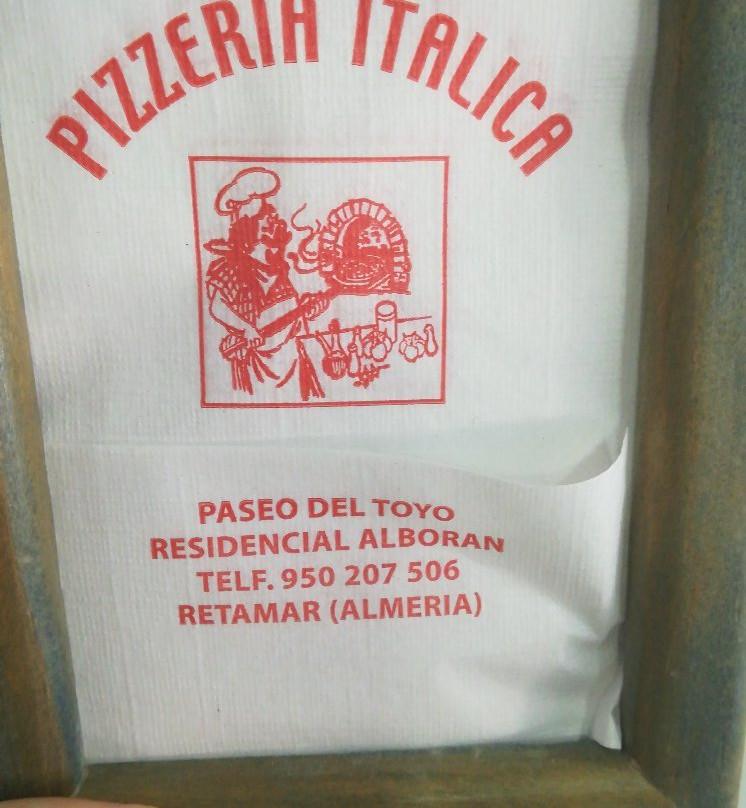 PIZZERIA ITALICA
PASEO DEL TOYO
RESIDENCIAL ALBORAN
TELF. 950 207 506
RETAMAR (ALMERIA)